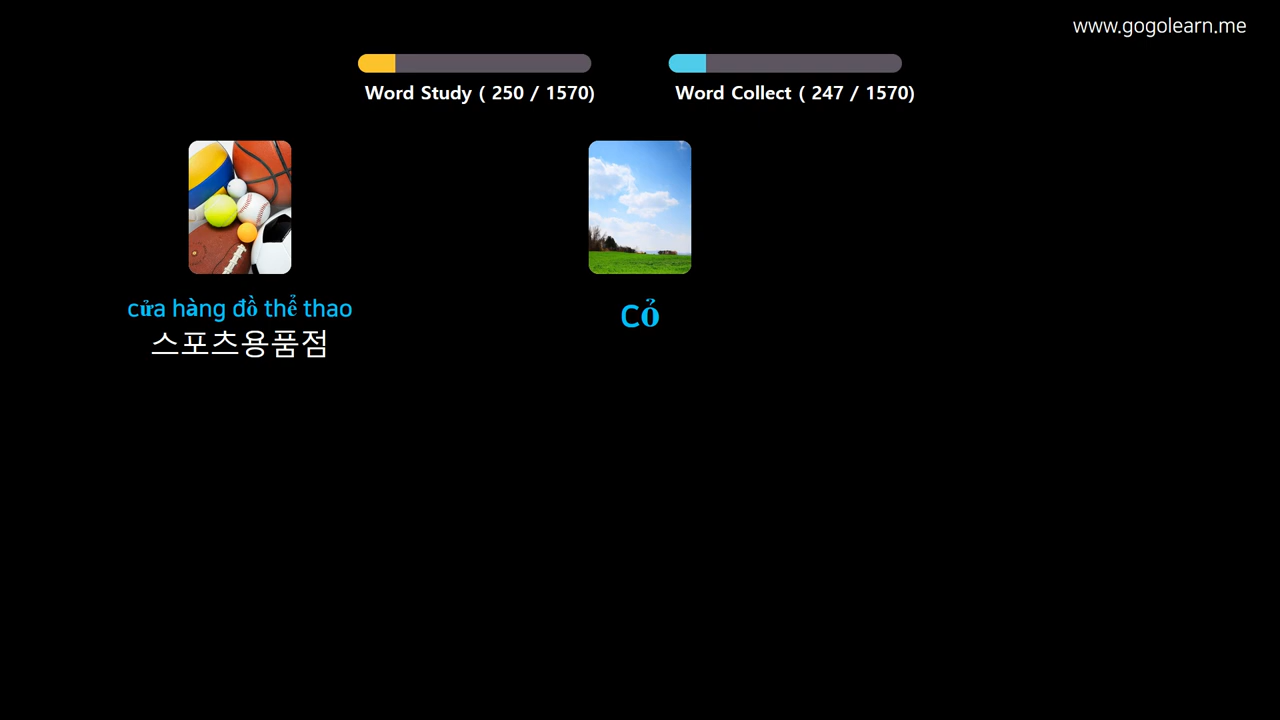 www.gogolearn.me
Word Study ( 250 / 1570)
Word Collect ( 247 / 1570)
cửa hàng đồ thể thao
스포츠용품점
cỏ